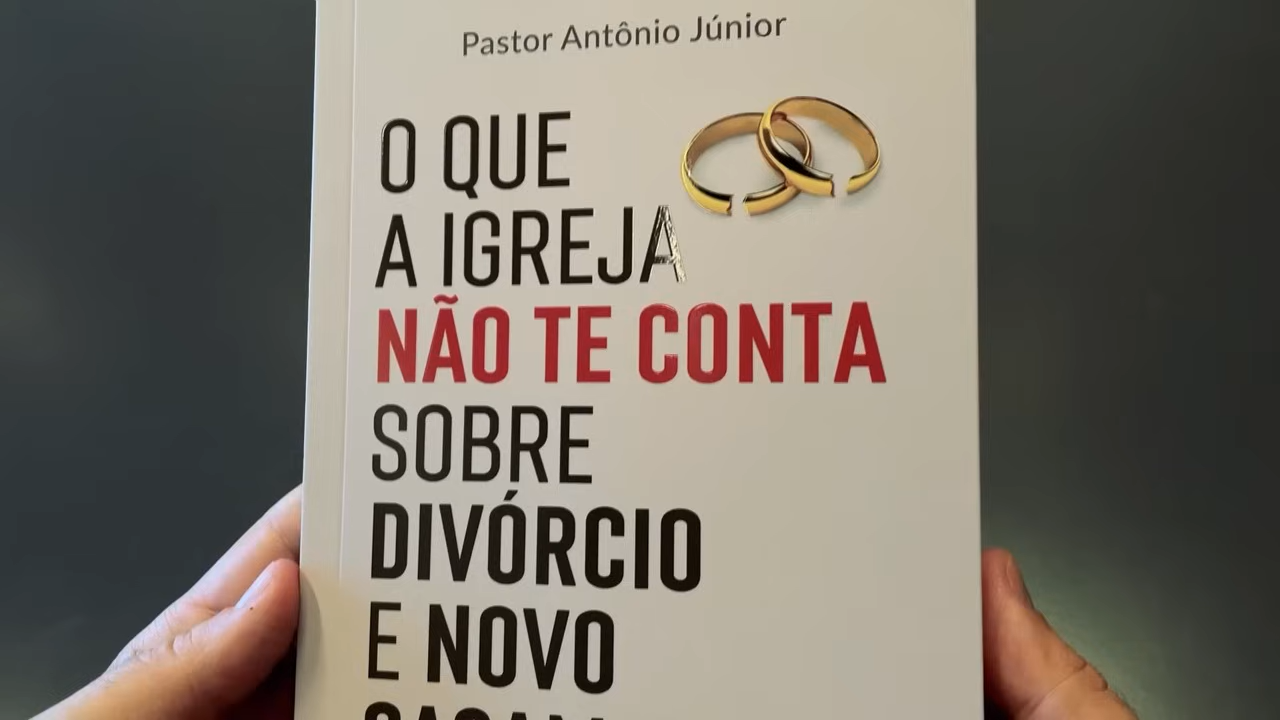 Pastor Antônio Júnior
O QUE
A IGREJA
NÃO TE CONTA
SOBRE
DIVÓRCIO
E NOVO